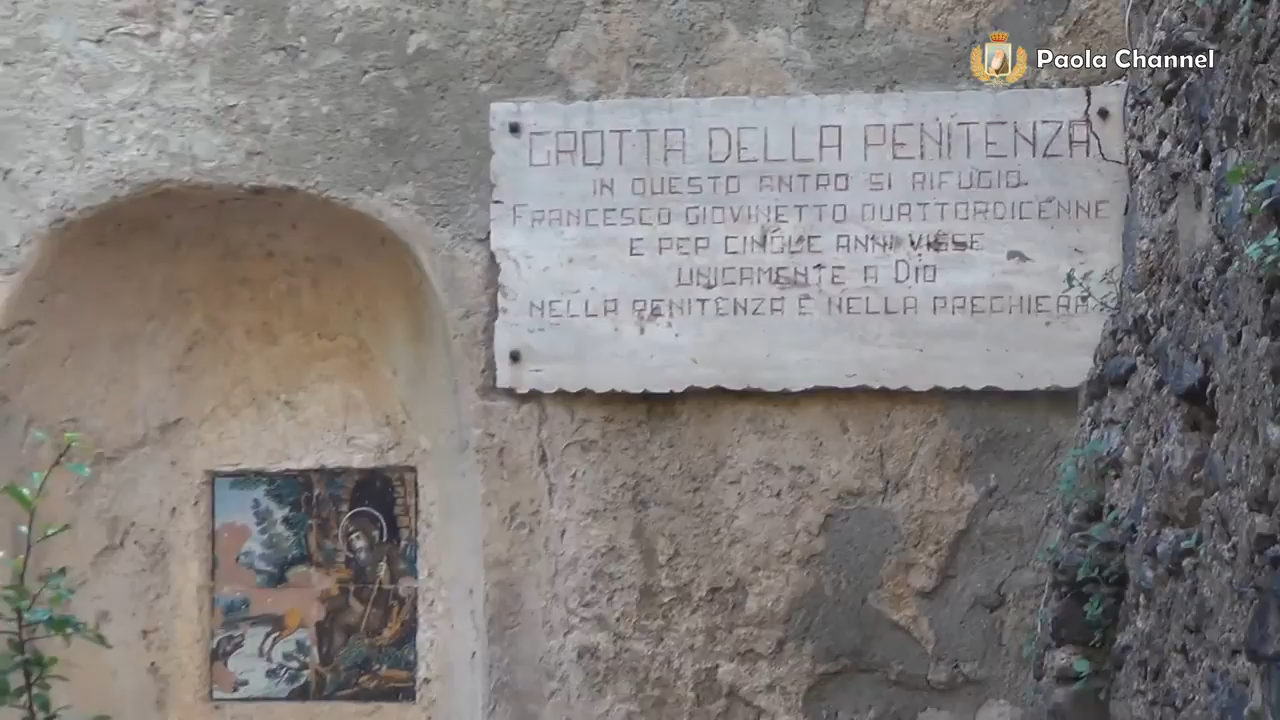 Paola Channel
GROTTA DELLA PENITENZA
IN QUESTO ANTRO SI RIFUGIO
FRANCESCO GIOVINETTO QUATTORDICENNE
E PER CINQUE ANNI VISSE
UNICAMENTE A DIO
NELLA PENITENZA E NELLA PREGHIERA